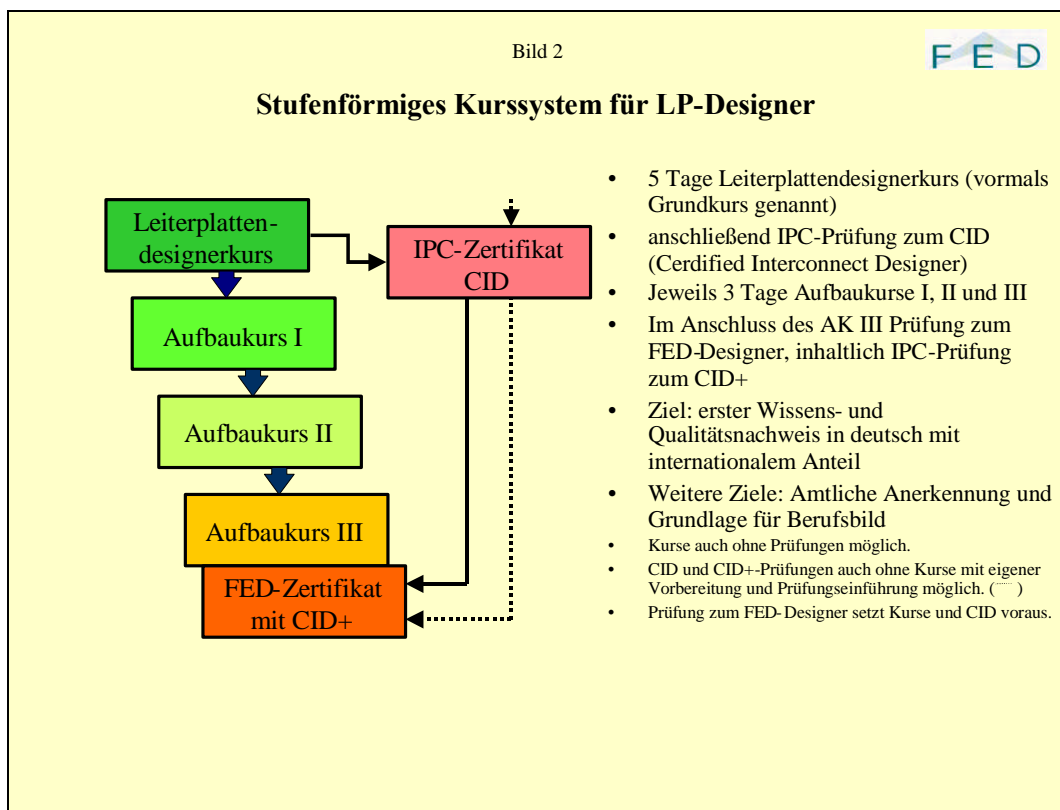 Bild 2
F E D
Stufenförmiges Kurssystem für LP-Designer
Leiterplatten-
designerkurs
IPC-Zertifikat
CID
Aufbaukurs I
Aufbaukurs II
Aufbaukurs III
FED-Zertifikat
mit CID+
• 5 Tage Leiterplattendesignerkurs (vormals
Grundkurs genannt)
• anschließend IPC-Prüfung zum CID
(Cerdified Interconnect Designer)
• Jeweils 3 Tage Aufbaukurse I, II und III
• Im Anschluss des AK III Prüfung zum
FED-Designer, inhaltlich IPC-Prüfung
zum CID+
• Ziel: erster Wissens- und
Qualitätsnachweis in deutsch mit
internationalem Anteil
• Weitere Ziele: Amtliche Anerkennung und
Grundlage für Berufsbild
• Kurse auch ohne Prüfungen möglich.
• CID und CID+-Prüfungen auch ohne Kurse mit eigener
Vorbereitung und Prüfungseinführung möglich. ( ······· )
• Prüfung zum FED-Designer setzt Kurse und CID voraus.